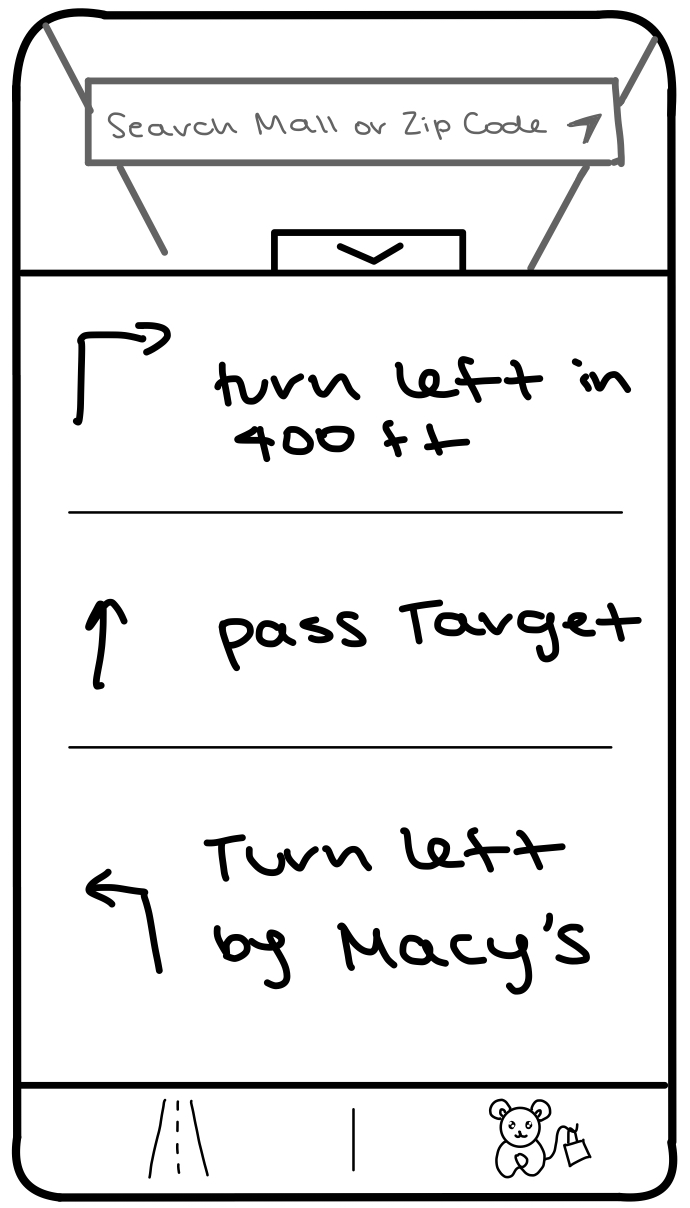 Search Mall or Zip Code
turn left in
400 ft
pass Target
Turn left
by Macy's